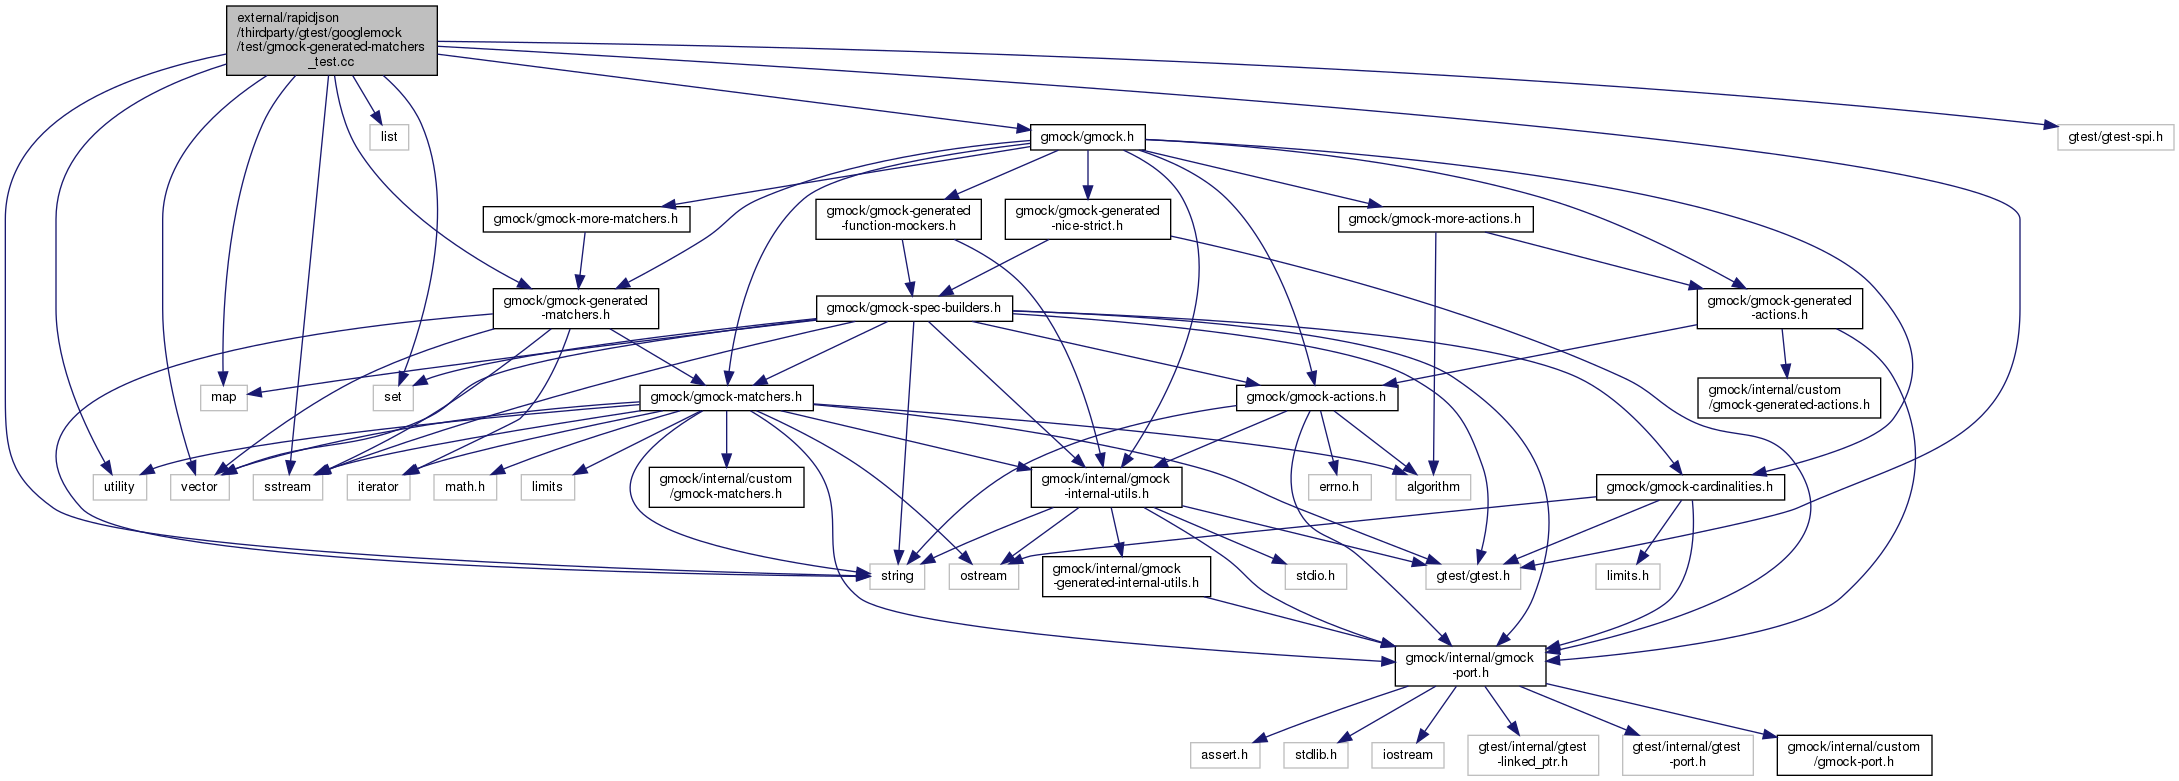 external/rapidjson
/thirdparty/gtest/googlemock
/test/gmock-generated-matchers
_test.cc
list
gmock/gmock.h
gtest/gtest-spi.h
gmock/gmock-more-matchers.h
gmock/gmock-generated
-function-mockers.h
gmock/gmock-generated
-nice-strict.h
gmock/gmock-more-actions.h
gmock/gmock-generated
-matchers.h
gmock/gmock-spec-builders.h
gmock/gmock-generated
-actions.h
map
set
gmock/gmock-matchers.h
gmock/gmock-actions.h
gmock/internal/custom
/gmock-generated-actions.h
utility
vector
sstream
iterator
math.h
limits
gmock/internal/custom
/gmock-matchers.h
gmock/internal/gmock
-internal-utils.h
errno.h
algorithm
gmock/gmock-cardinalities.h
string
ostream
gmock/internal/gmock
-generated-internal-utils.h
stdio.h
gtest/gtest.h
limits.h
gmock/internal/gmock
-port.h
assert.h
stdlib.h
iostream
gtest/internal/gtest
-linked_ptr.h
gtest/internal/gtest
-port.h
gmock/internal/custom
/gmock-port.h